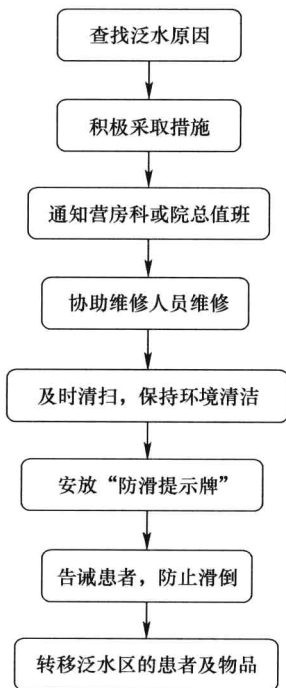 查找泛水原因
积极采取措施
通知营房科或院总值班
协助维修人员维修
及时清扫，保持环境清洁
安放“防滑提示牌”
告诫患者，防止滑倒
转移泛水区的患者及物品